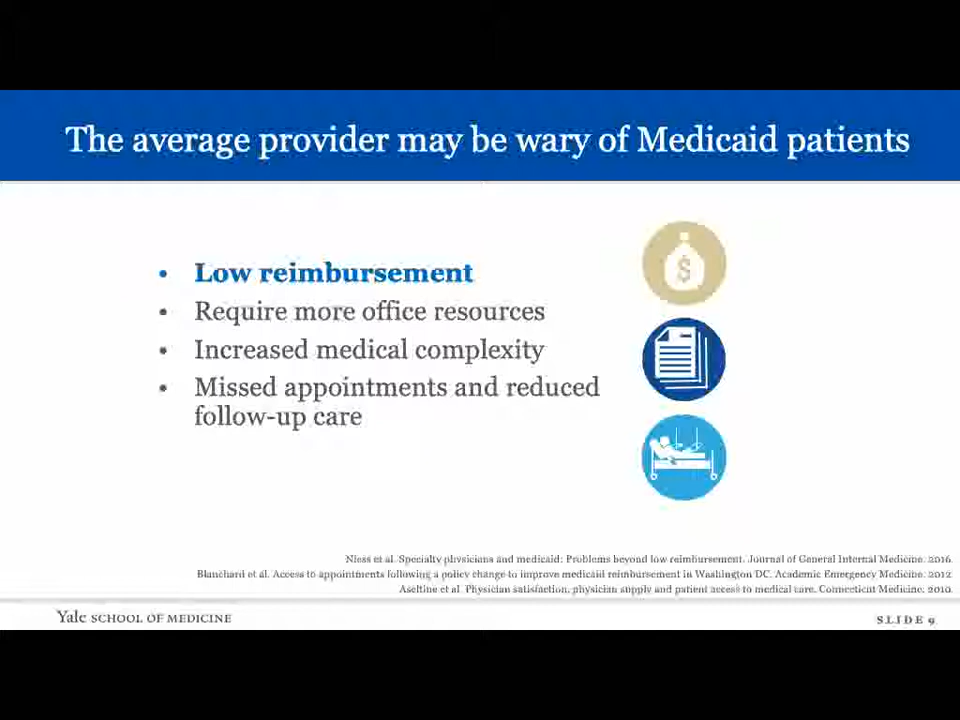 The average provider may be wary of Medicaid patients
• Low reimbursement
• Require more office resources
• Increased medical complexity
• Missed appointments and reduced
follow-up care
$
Niess et al. Specialty physicians and medicaid: Problems beyond low reimbursement. Journal of General Internal Medicine. 2016.
Blanchard et al. Access to appointments following a policy change to improve medicaid reimbursement in Washington DC. Academic Emergency Medicine. 2012
Aseltine et al. Physician satisfaction, physician supply and patient access to medical care. Connecticut Medicine. 2010.
Yale SCHOOL OF MEDICINE
SLIDE 9